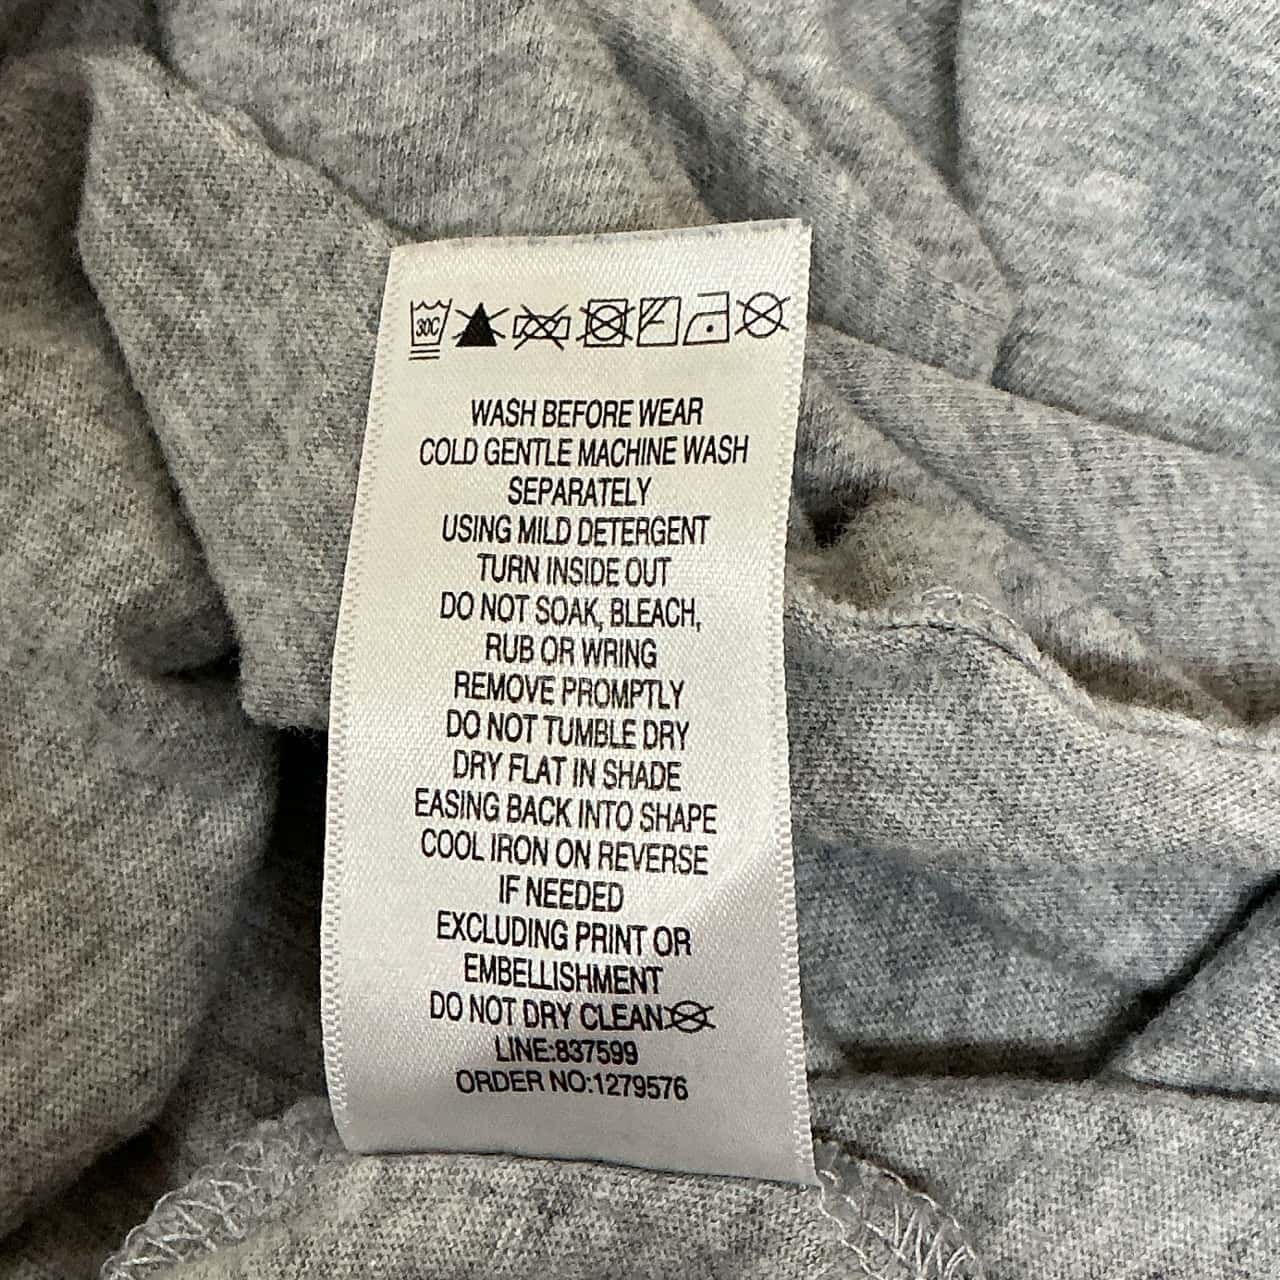 30C
WASH BEFORE WEAR
COLD GENTLE MACHINE WASH
SEPARATELY
USING MILD DETERGENT
TURN INSIDE OUT
DO NOT SOAK, BLEACH,
RUB OR WRING
REMOVE PROMPTLY
DO NOT TUMBLE DRY
DRY FLAT IN SHADE
EASING BACK INTO SHAPE
COOL IRON ON REVERSE
IF NEEDED
EXCLUDING PRINT OR
EMBELLISHMENT
DO NOT DRY CLEAN
LINE:837599
ORDER NO:1279576